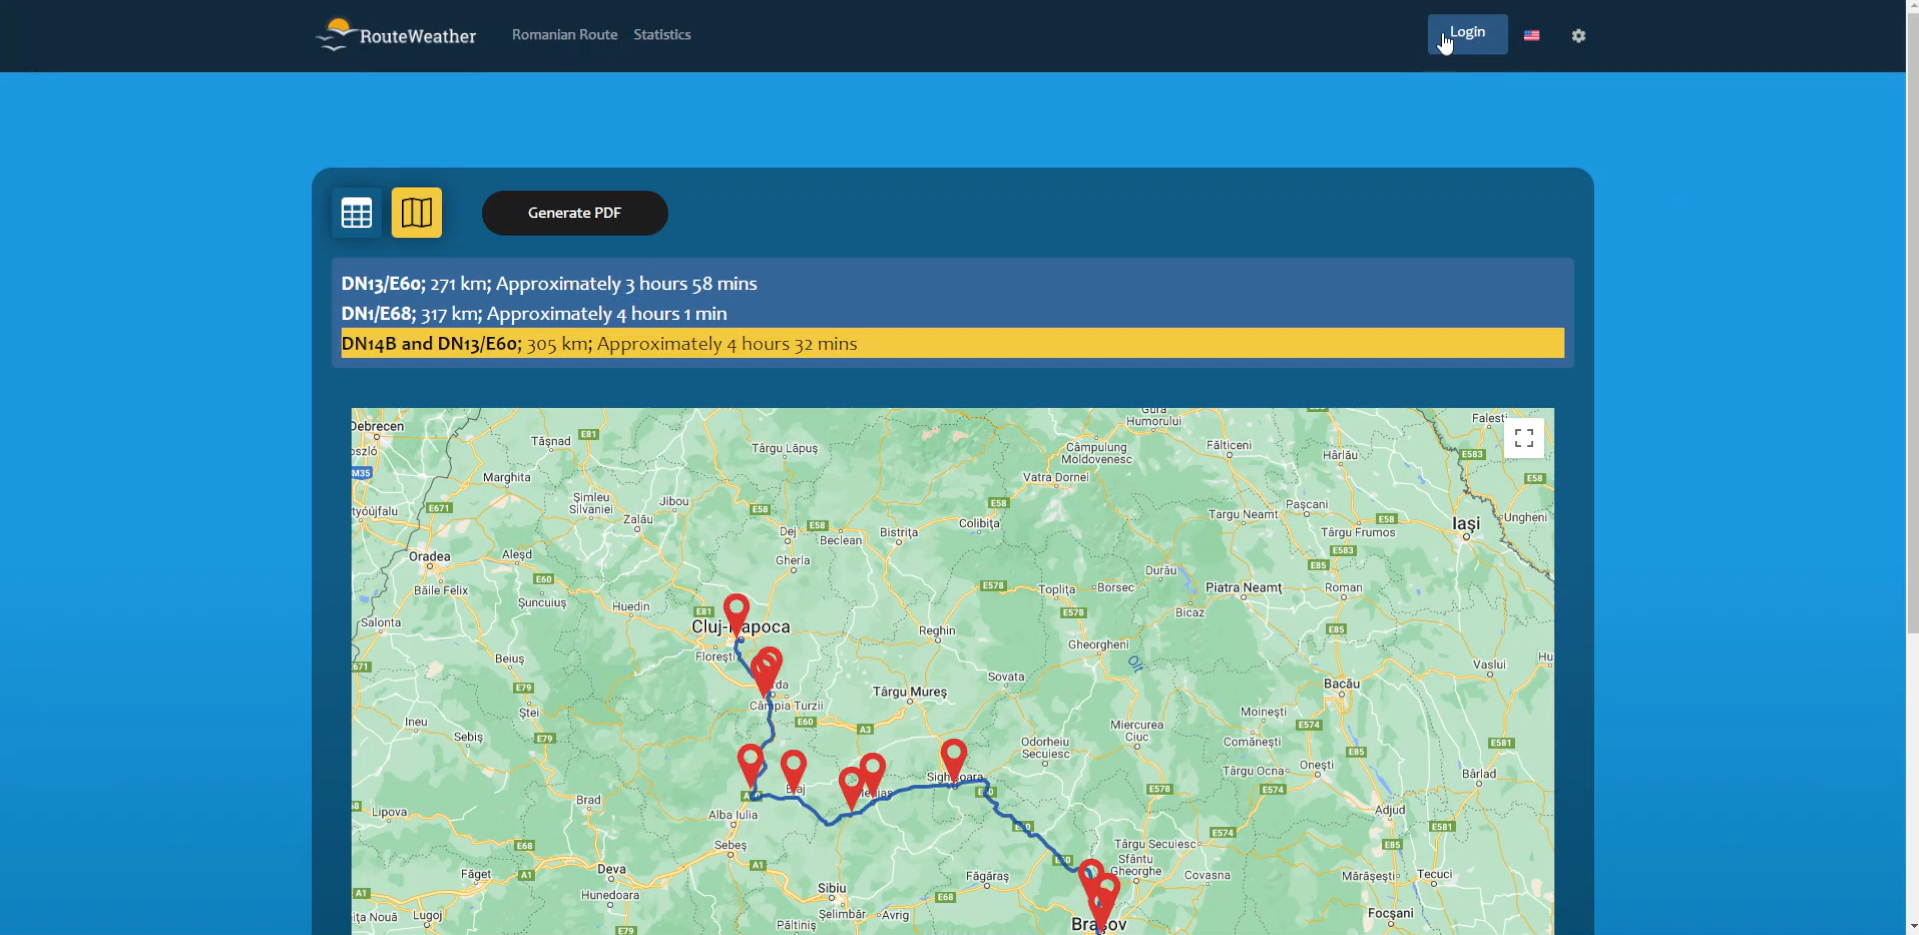 RouteWeather Romanian Route Statistics Login
Generate PDF
DN13/E60; 271 km; Approximately 3 hours 58 mins
DN1/E68; 317 km; Approximately 4 hours 1 min
DN14B and DN13/E60; 305 km; Approximately 4 hours 32 mins
Debrecen
Tășnad
E81
Târgu Lăpuș
Gura
Humorului
Câmpulung
Moldovenesc
Fălticeni
Hârlău
Falești
E583
M35
Marghita
Șimleu
Silvaniei
Jibou
Zalău
E58
Vatra Dornei
E58
E58
Pașcani
Târgu Neamț
E58
Târgu Frumos
Iași
Ungheni
E671
Dej
E58
Beclean
Bistrița
Colibița
E583
Oradea
Aleșd
Gherla
E85
Băile Felix
E60
Șuncuiuș
Huedin
E81
E578
Toplița
Borsec
Durău
Piatra Neamț
Roman
Bicaz
E578
Salonta
Cluj-Napoca
Reghin
E85
Beiuș
Florești
Gheorgheni
Olt
Vaslui
E79
Sovata
Târgu Mureș
Bacău
Ștei
Câmpia Turzii
E60
A3
Miercurea
Ciuc
Moinești
E574
Ineu
Sebiș
E79
Odorheiu
Secuiesc
Comănești
E85
E581
Târgu Ocna
Onești
Bârlad
Lipova
Brad
Alba Iulia
E578
E574
Adjud
E581
E68
Sebeș
Târgu Secuiesc
E574
E85
Făget
A1
Deva
A1
Sfântu
Gheorghe
Covasna
Mărășești
Tecuci
Hunedoara
Sibiu
Făgăraș
E68
A1
Lugoj
Șelimbăr
Avrig
Păltiniș
Focșani
E79
Brașov